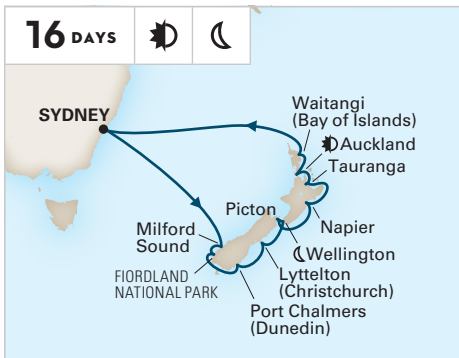 16 DAYS
SYDNEY
Waitangi
(Bay of Islands)
Auckland
Tauranga
Picton
Napier
Milford
Sound
Wellington
FIORDLAND
NATIONAL PARK
Lyttelton
(Christchurch)
Port Chalmers
(Dunedin)